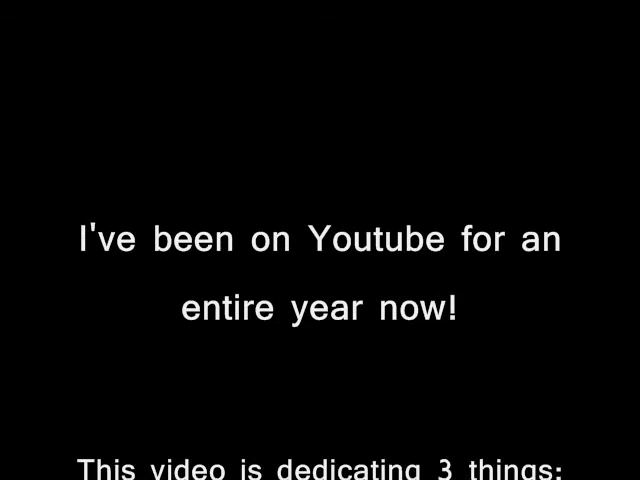 I've been on Youtube for an
entire year now!
This video is dedicating 3 things: